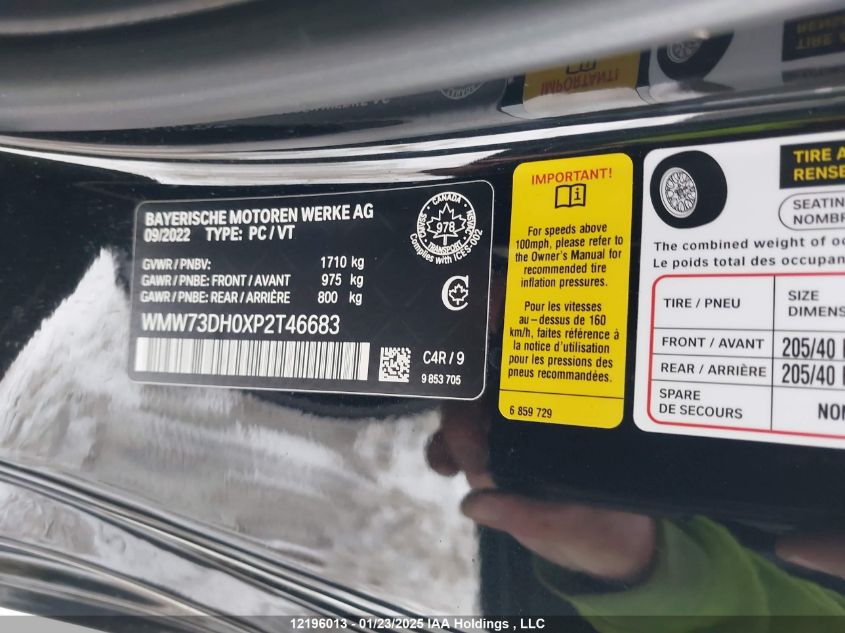 BAYERISCHE MOTOREN WERKE AG
09/2022 TYPE: PC / VT
GVWR / PNBV: 1710 kg
GAWR / PNBE: FRONT / AVANT 975 kg
GAWR / PNBE: REAR / ARRIÈRE 800 kg
WMW73DH0XP2T46683
C4R / 9
9 853 705
CANADA
978
TRANSPORT
Complies with ICES-002
C
IMPORTANT!
i
For speeds above
100mph, please refer to
the Owner's Manual for
recommended tire
inflation pressures.
Pour les vitesses
au-dessus de 160
km/h, faites référence à
la notice d'utilisation
pour les pressions des
pneus recommandées.
6 859 729
IMPORTANT!
TIRE A
RENSE
SEATIN
NOMBR
The combined weight of oc
Le poids total des occupan
TIRE / PNEU
SIZE
DIMENS
FRONT / AVANT 205/40
REAR / ARRIÈRE 205/40
SPARE
DE SECOURS
NON
12196013 - 01/23/2025 IAA Holdings , LLC